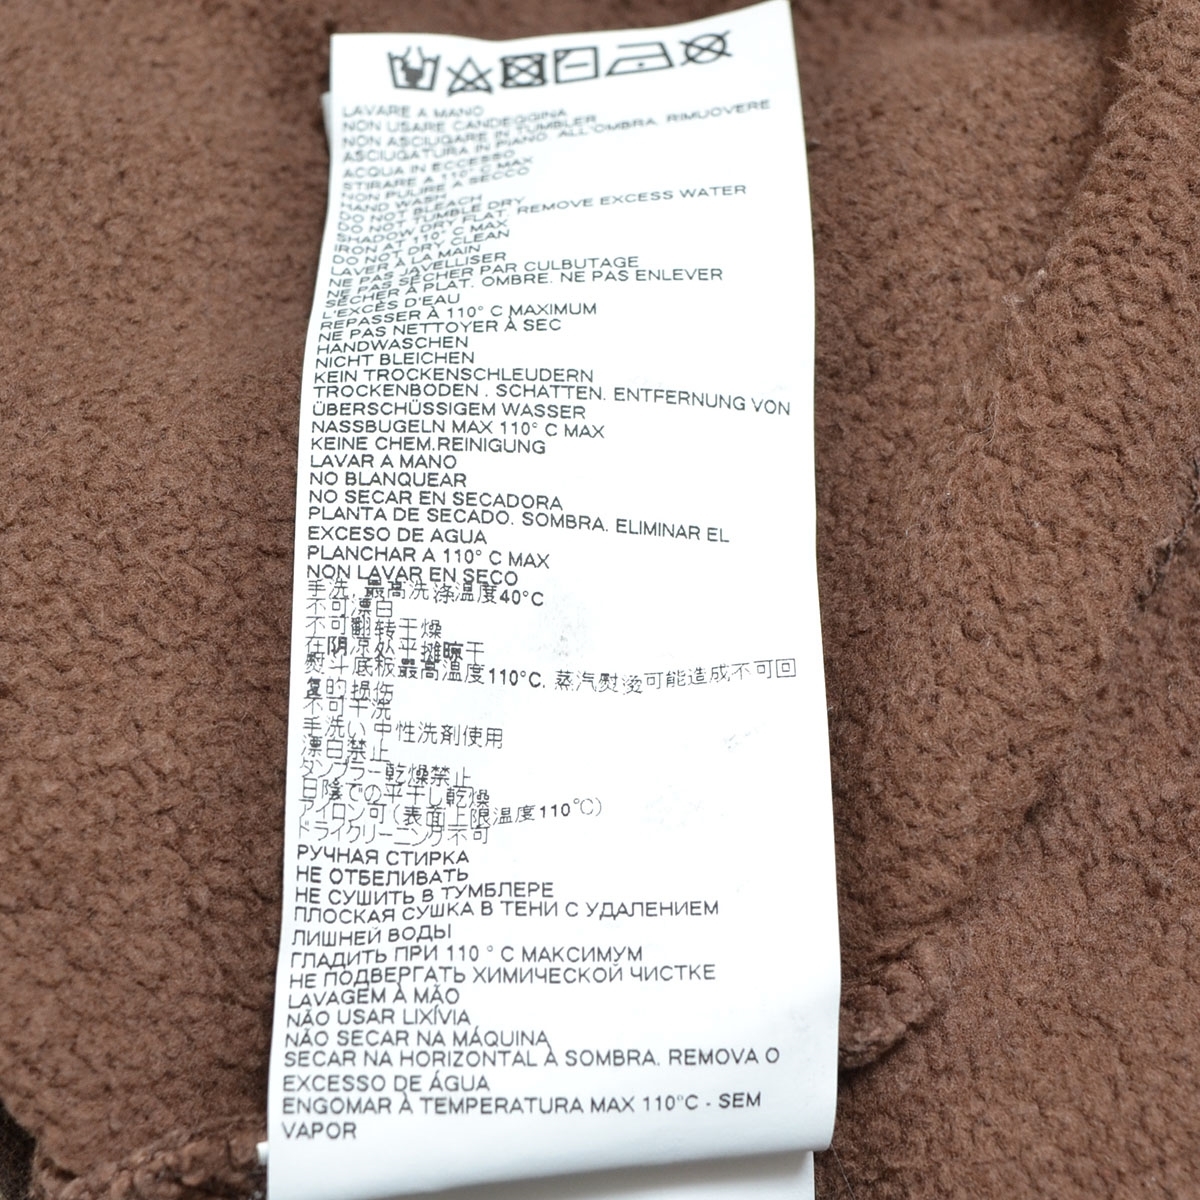 LAVARE A MANO
NON USARE CANDEGGINA
NON ASCIUGARE IN TUMBLER
ASCIUGATURA IN PIANO. ALL'OMBRA. RIMUOVERE
ACQUA IN ECCESSO
STIRARE A 110° C MAX
NON PULIRE A SECCO
HAND WASH
DO NOT BLEACH
DO NOT TUMBLE DRY
SHADOW DRY FLAT. REMOVE EXCESS WATER
IRON AT 110° C MAX
DO NOT DRY CLEAN
LAVER À LA MAIN
NE PAS JAVELLISER
NE PAS SÉCHER PAR CULBUTAGE
SÉCHER À PLAT. OMBRE. NE PAS ENLEVER
L'EXCÈS D'EAU
REPASSER À 110° C MAXIMUM
NE PAS NETTOYER À SEC
HANDWASCHEN
NICHT BLEICHEN
KEIN TROCKENSCHLEUDERN
TROCKENBÖDEN . SCHATTEN. ENTFERNUNG VON
ÜBERSCHÜSSIGEM WASSER
NASSBUGELN MAX 110° C MAX
KEINE CHEM.REINIGUNG
LAVAR A MANO
NO BLANQUEAR
NO SECAR EN SECADORA
PLANTA DE SECADO. SOMBRA. ELIMINAR EL
EXCESO DE AGUA
PLANCHAR A 110° C MAX
NON LAVAR EN SECO
手洗, 最高洗涤温度40°C
不可漂白
不可翻转干燥
在阴凉处平摊晾干
熨斗底板最高温度110°C, 蒸汽熨烫可能造成不可回
复的损伤
不可干洗
手洗い 中性洗剤使用
漂白禁止
タンブラー乾燥禁止
日陰での平干し乾燥
アイロン可(表面上限温度110℃)
ドライクリーニング不可
РУЧНАЯ СТИРКА
НЕ ОТБЕЛИВАТЬ
НЕ СУШИТЬ В ТУМБЛЕРЕ
ПЛОСКАЯ СУШКА В ТЕНИ С УДАЛЕНИЕМ
ЛИШНЕЙ ВОДЫ
ГЛАДИТЬ ПРИ 110 ° С МАКСИМУМ
НЕ ПОДВЕРГАТЬ ХИМИЧЕСКОЙ ЧИСТКЕ
LAVAGEM À MÃO
NÃO USAR LIXÍVIA
NÃO SECAR NA MÁQUINA
SECAR NA HORIZONTAL À SOMBRA. REMOVA O
EXCESSO DE ÁGUA
ENGOMAR À TEMPERATURA MAX 110°C - SEM
VAPOR